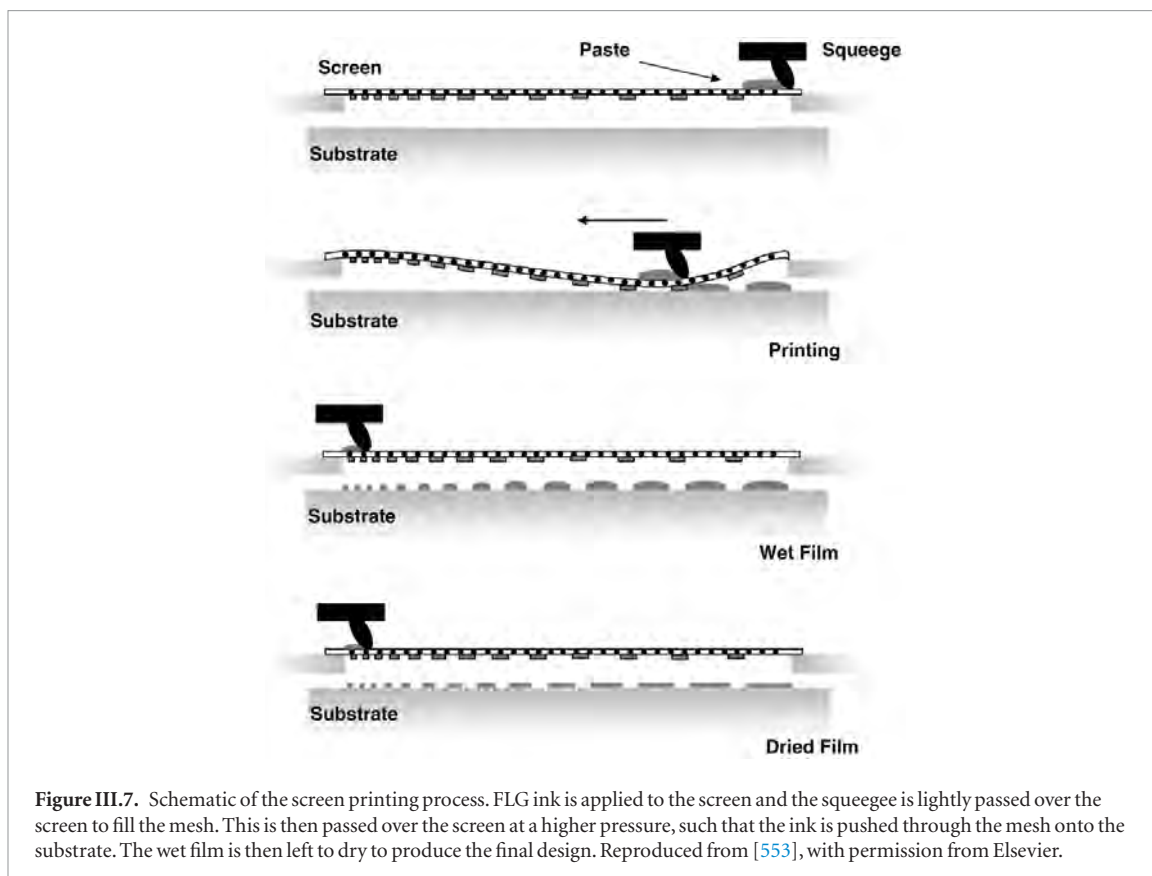 Paste
Squeege
Screen
Substrate
Substrate
Printing
Substrate
Wet Film
Substrate
Dried Film
Figure III.7. Schematic of the screen printing process. FLG ink is applied to the screen and the squeegee is lightly passed over the
screen to fill the mesh. This is then passed over the screen at a higher pressure, such that the ink is pushed through the mesh onto the
substrate. The wet film is then left to dry to produce the final design. Reproduced from [553], with permission from Elsevier.